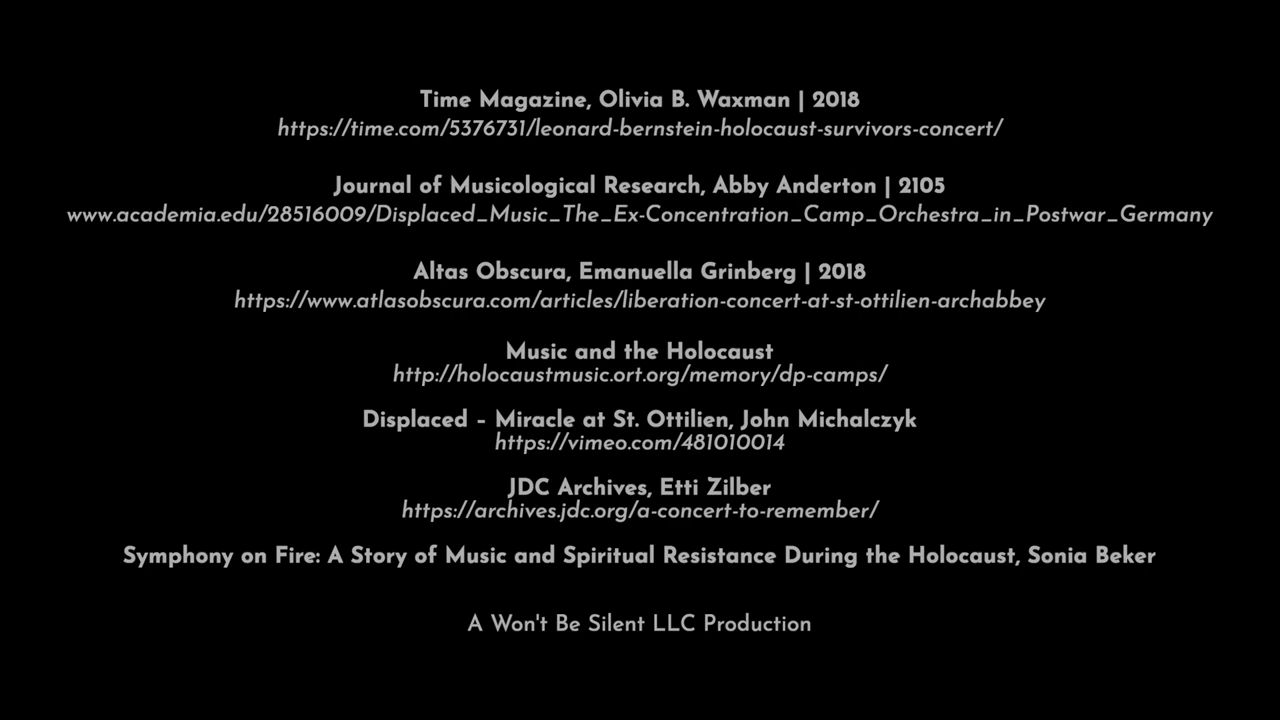 Time Magazine, Olivia B. Waxman | 2018
https://time.com/5376731/leonard-bernstein-holocaust-survivors-concert/
Journal of Musicological Research, Abby Anderton | 2105
www.academia.edu/28516009/Displaced_Music_The_Ex-Concentration_Camp_Orchestra_in_Postwar_Germany
Altas Obscura, Emanuella Grinberg | 2018
https://www.atlasobscura.com/articles/liberation-concert-at-st-ottilien-archabbey
Music and the Holocaust
http://holocaustmusic.ort.org/memory/dp-camps/
Displaced – Miracle at St. Ottilien, John Michalczyk
https://vimeo.com/481010014
JDC Archives, Etti Zilber
https://archives.jdc.org/a-concert-to-remember/
Symphony on Fire: A Story of Music and Spiritual Resistance During the Holocaust, Sonia Beker
A Won't Be Silent LLC Production